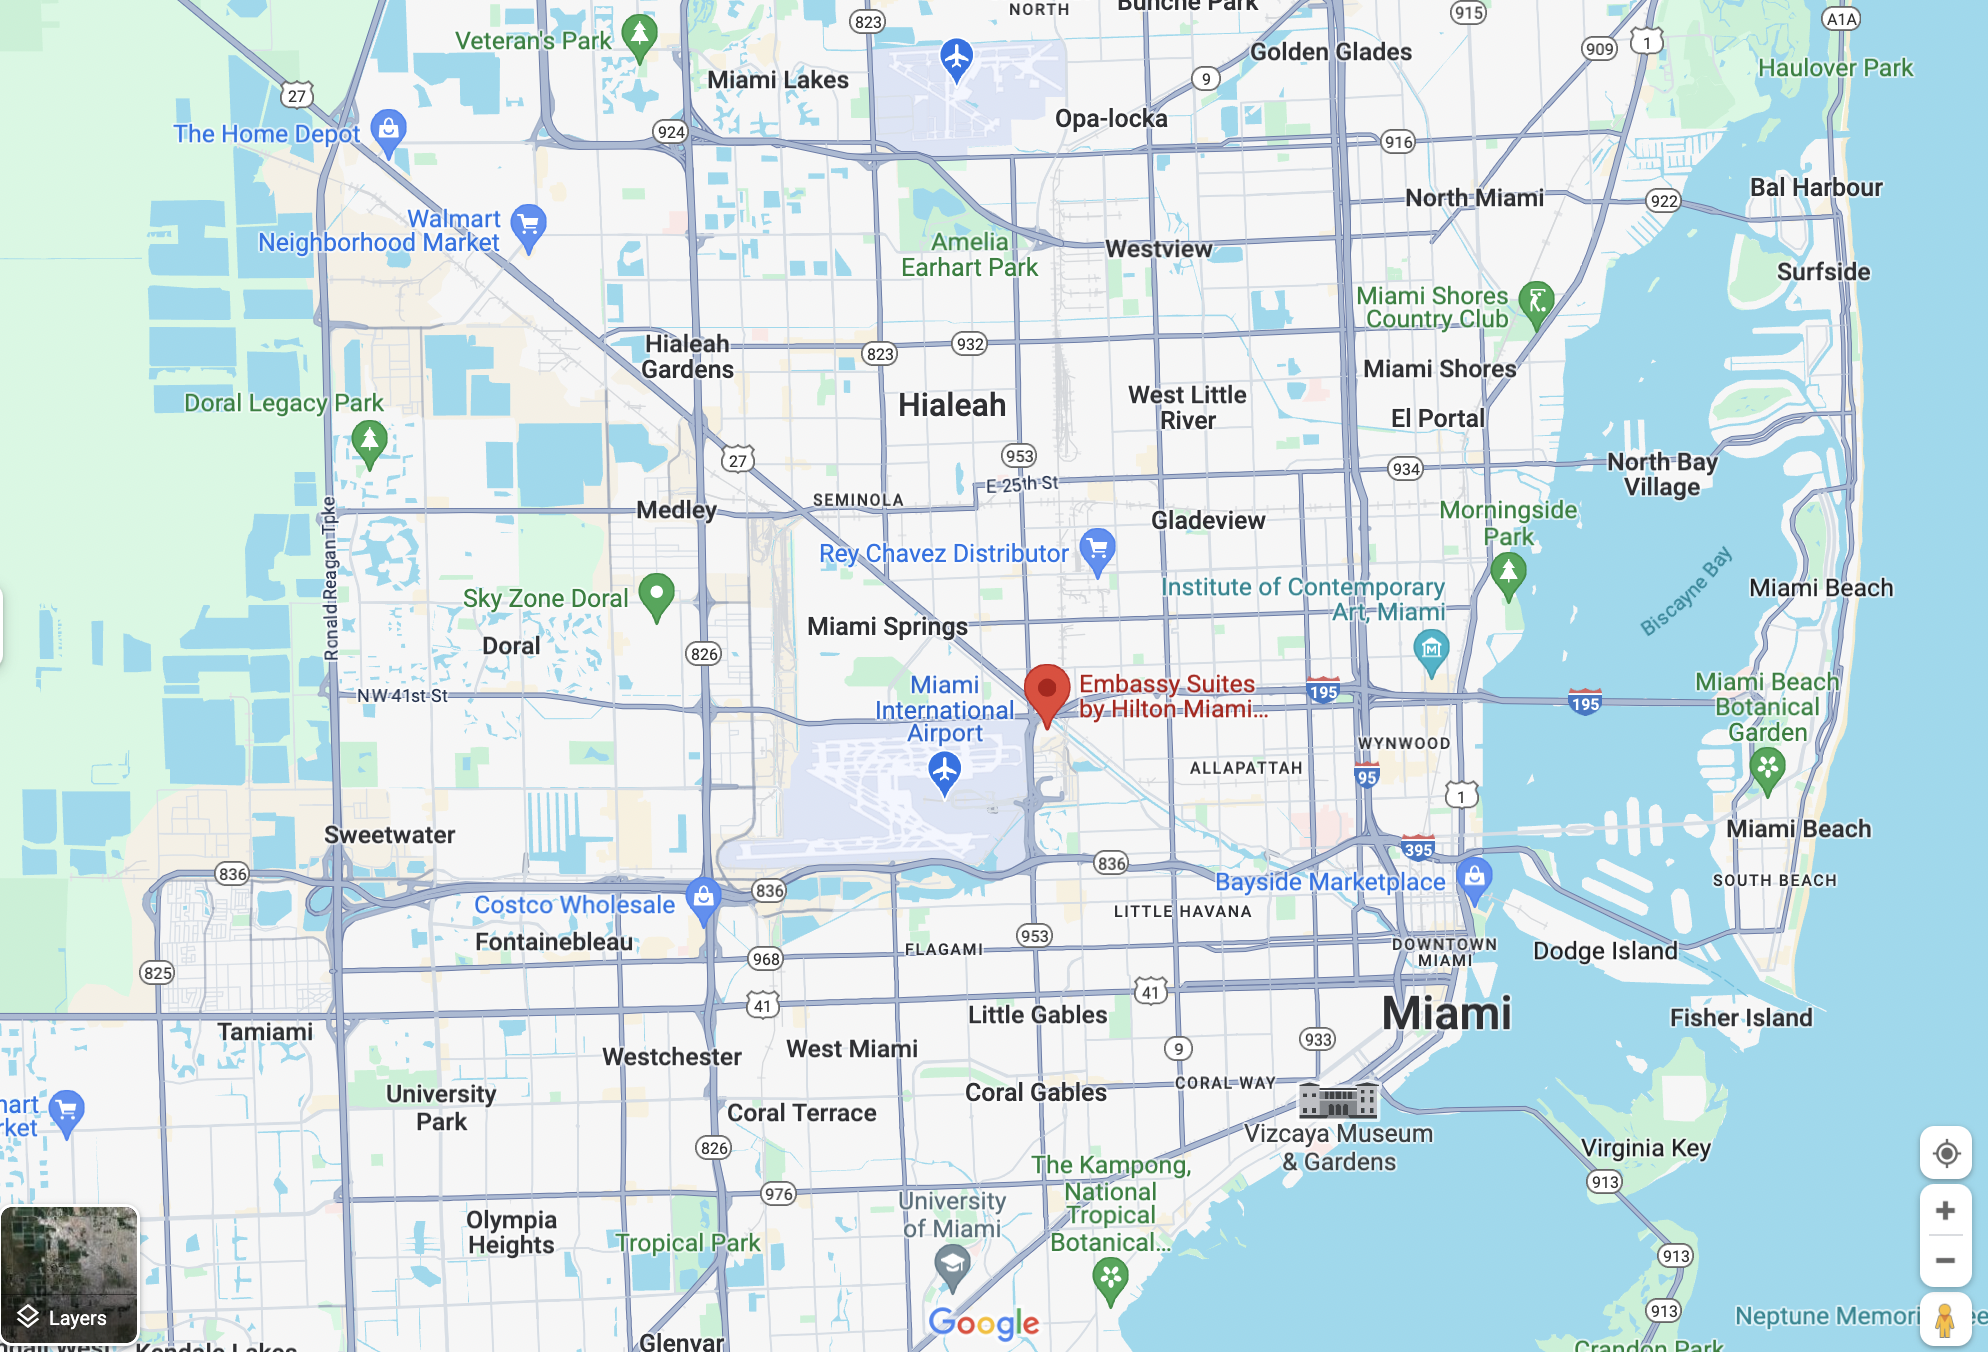 NORTH
Bunche Park
823
915
A1A
Veteran's Park
Golden Glades
909
1
Haulover Park
Miami Lakes
9
27
Opa-locka
The Home Depot
924
916
Bal Harbour
North Miami
922
Walmart
Neighborhood Market
Amelia
Earhart Park
Westview
Surfside
Miami Shores
Country Club
Hialeah
Gardens
823
932
Miami Shores
Doral Legacy Park
Hialeah
West Little
River
El Portal
27
953
934
North Bay
Village
E 25th St
SEMINOLA
Medley
Gladeview
Morningside
Park
Ronald Reagan Tpke
Rey Chavez Distributor
Institute of Contemporary
Art, Miami
Biscayne Bay
Miami Beach
Sky Zone Doral
Miami Springs
Doral
826
NW 41st St
Miami
International
Airport
Embassy Suites
by Hilton Miami...
195
195
Miami Beach
Botanical
Garden
WYNWOOD
ALLAPATTAH
95
1
Sweetwater
Miami Beach
395
836
836
836
Bayside Marketplace
SOUTH BEACH
Costco Wholesale
LITTLE HAVANA
Fontainebleau
FLAGAMI
953
DOWNTOWN
MIAMI
Dodge Island
825
968
41
41
Little Gables
Miami
Fisher Island
Tamiami
Westchester
West Miami
9
933
University
Park
Coral Gables
CORAL WAY
Coral Terrace
Vizcaya Museum
& Gardens
826
Virginia Key
The Kampong,
National
Tropical
Botanical...
913
976
University
of Miami
Olympia
Heights
Tropical Park
913
Layers
Google
913
Neptune Memori
Glenvar
Kendale Lakes
Crandon Park